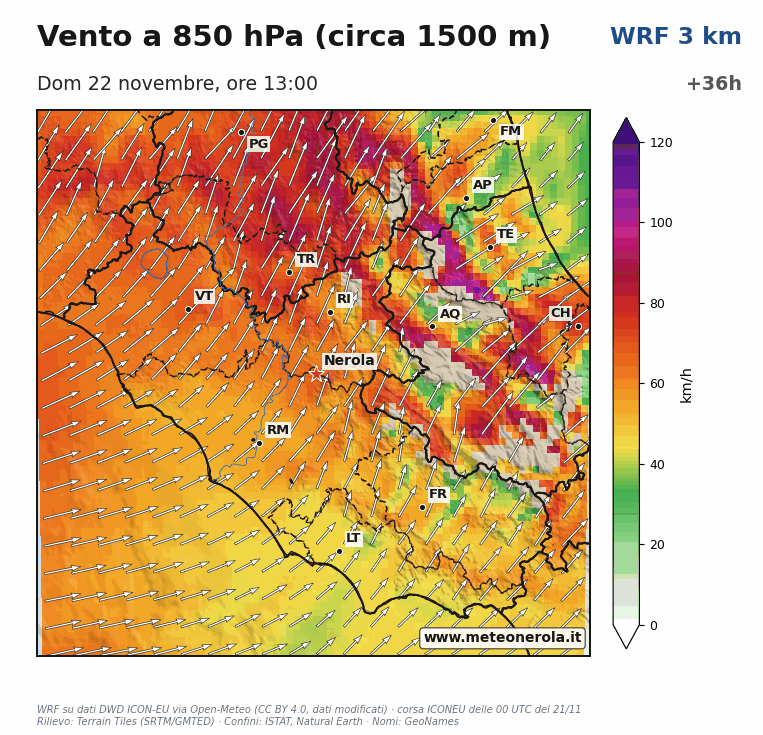 Vento a 850 hPa (circa 1500 m)
WRF 3 km
Dom 22 novembre, ore 13:00
+36h
FM
PG
AP
TE
TR
VT
RI
AQ
CH
Nerola
RM
FR
LT
www.meteonerola.it
120
100
80
60
40
20
0
km/h
WRF su dati DWD ICON-EU via Open-Meteo (CC BY 4.0, dati modificati) · corsa ICONEU delle 00 UTC del 21/11
Rilievo: Terrain Tiles (SRTM/GMTED) · Confini: ISTAT, Natural Earth · Nomi: GeoNames